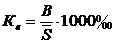 Kв = B / S̄ · 1000‰